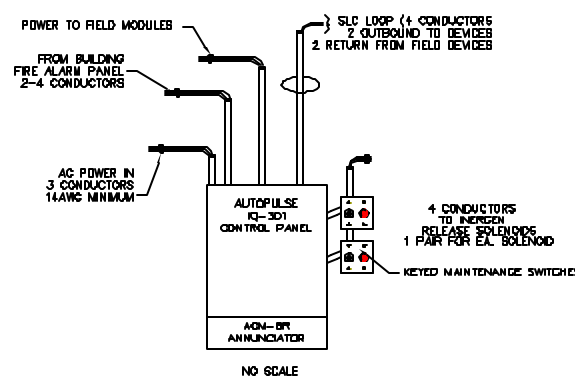 POWER TO FIELD MODULES
SLC LOOP (4 CONDUCTORS
2 OUTBOUND TO DEVICES
2 RETURN FROM FIELD DEVICES
FROM BUILDING
FIRE ALARM PANEL
2-4 CONDUCTORS
AC POWER IN
3 CONDUCTORS
14AWG MINIMUM
AUTOPULSE
IQ-301
CONTROL PANEL
4 CONDUCTORS
TO INERGEN
RELEASE SOLENOIDS
1 PAIR FOR EA. SOLENOID
KEYED MAINTENANCE SWITCHES
ACM-8R
ANNUNCIATOR
NO SCALE